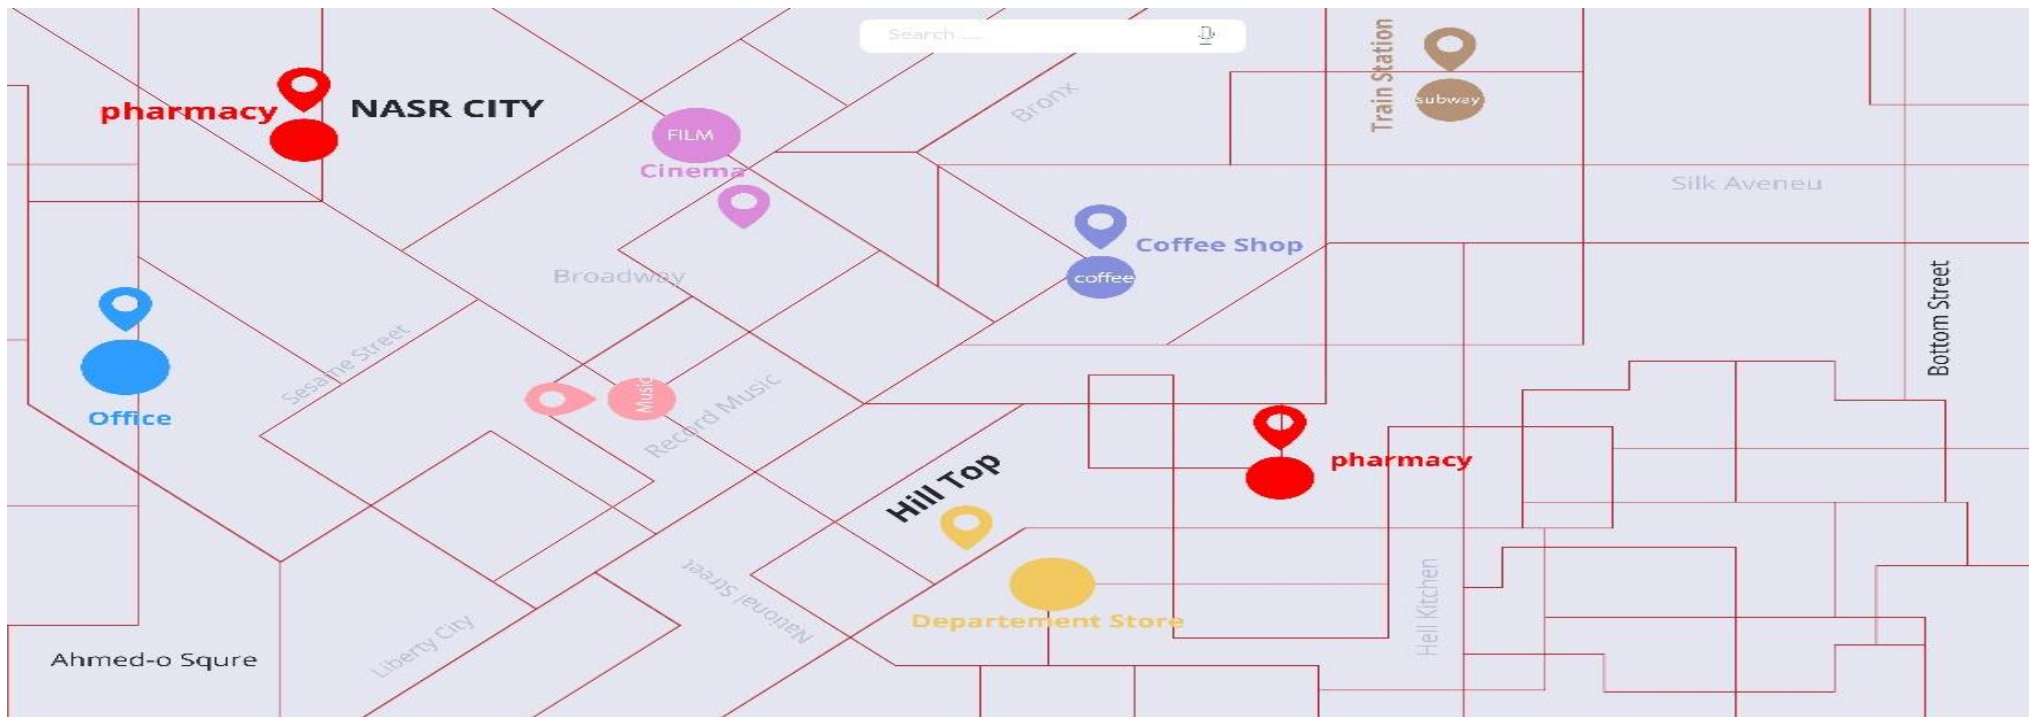 Search ....
Train Station
subway
Bronx
pharmacy
NASR CITY
FILM
Cinema
Silk Aveneu
Coffee Shop
coffee
Broadway
Bottom Street
Sesame Street
Music
Record Music
Office
pharmacy
Hill Top
National Street
Departement Store
Hell Kitchen
Liberty City
Ahmed-o Squre